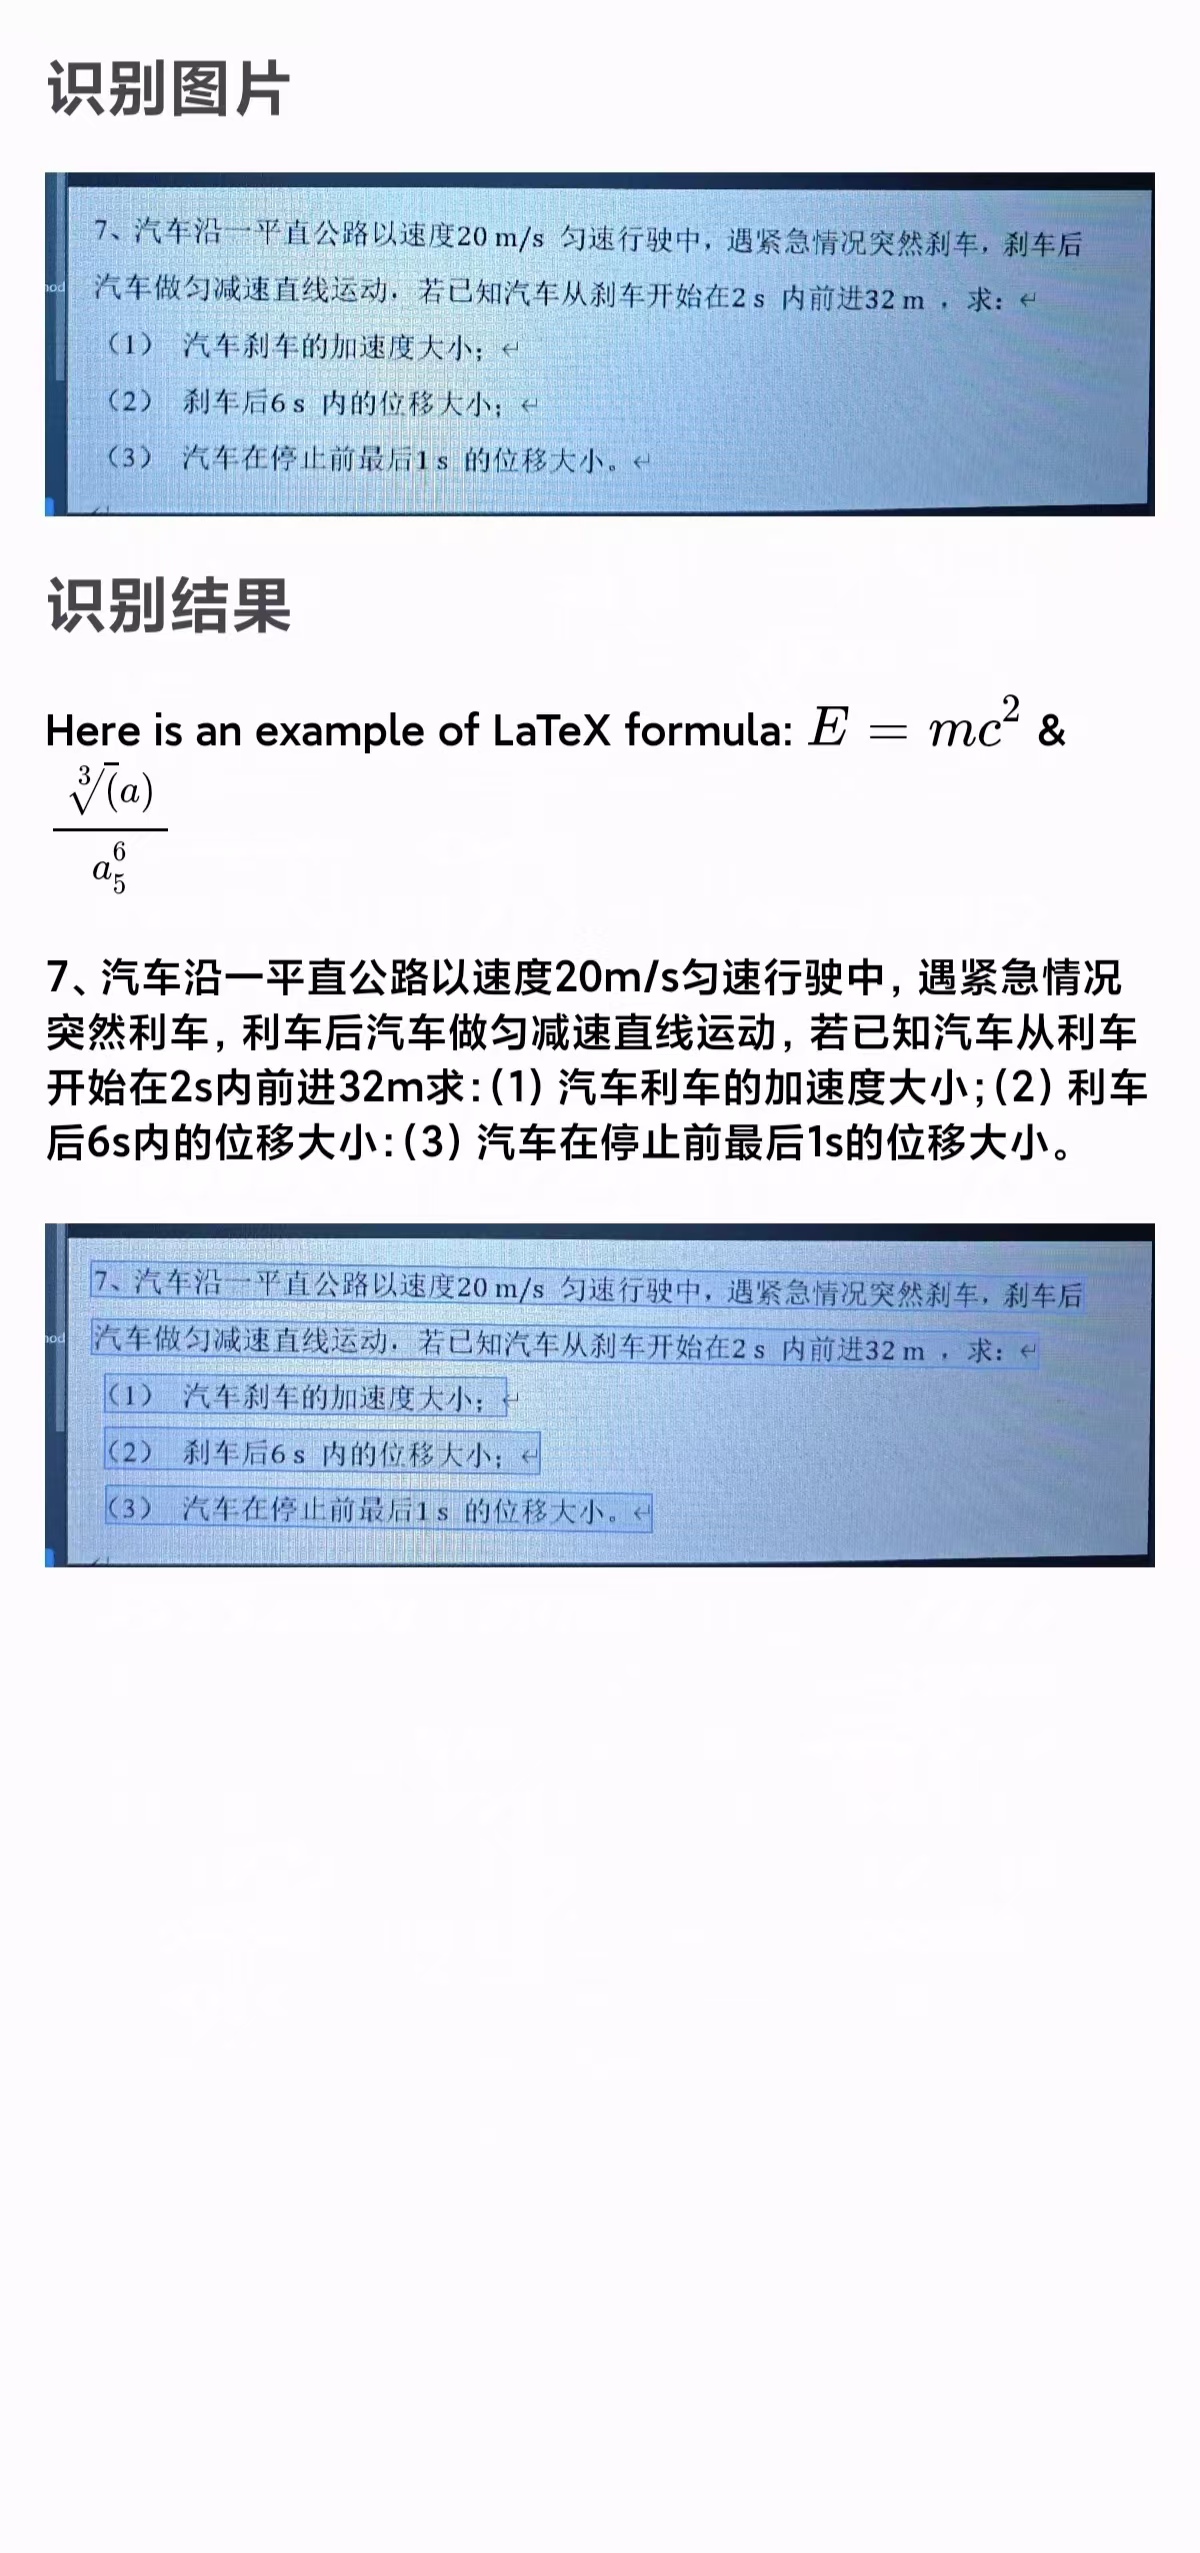 识别图片
7、汽车沿一平直公路以速度20 m/s 匀速行驶中，遇紧急情况突然刹车，刹车后
nod
汽车做匀减速直线运动．若已知汽车从刹车开始在2 s 内前进32 m ，求：↵
（1） 汽车刹车的加速度大小；↵
（2） 刹车后6 s 内的位移大小；↵
（3） 汽车在停止前最后1 s 的位移大小。↵
识别结果
Here is an example of LaTeX formula: E = mc² &
∛(a)
a₅⁶
7、汽车沿一平直公路以速度20m/s匀速行驶中，遇紧急情况
突然利车，利车后汽车做匀减速直线运动，若已知汽车从利车
开始在2s内前进32m求：（1）汽车利车的加速度大小；（2）利车
后6s内的位移大小：（3）汽车在停止前最后1s的位移大小。
7、汽车沿一平直公路以速度20 m/s 匀速行驶中，遇紧急情况突然刹车，刹车后
nod
汽车做匀减速直线运动．若已知汽车从刹车开始在2 s 内前进32 m ，求：↵
（1） 汽车刹车的加速度大小；↵
（2） 刹车后6 s 内的位移大小；↵
（3） 汽车在停止前最后1 s 的位移大小。↵